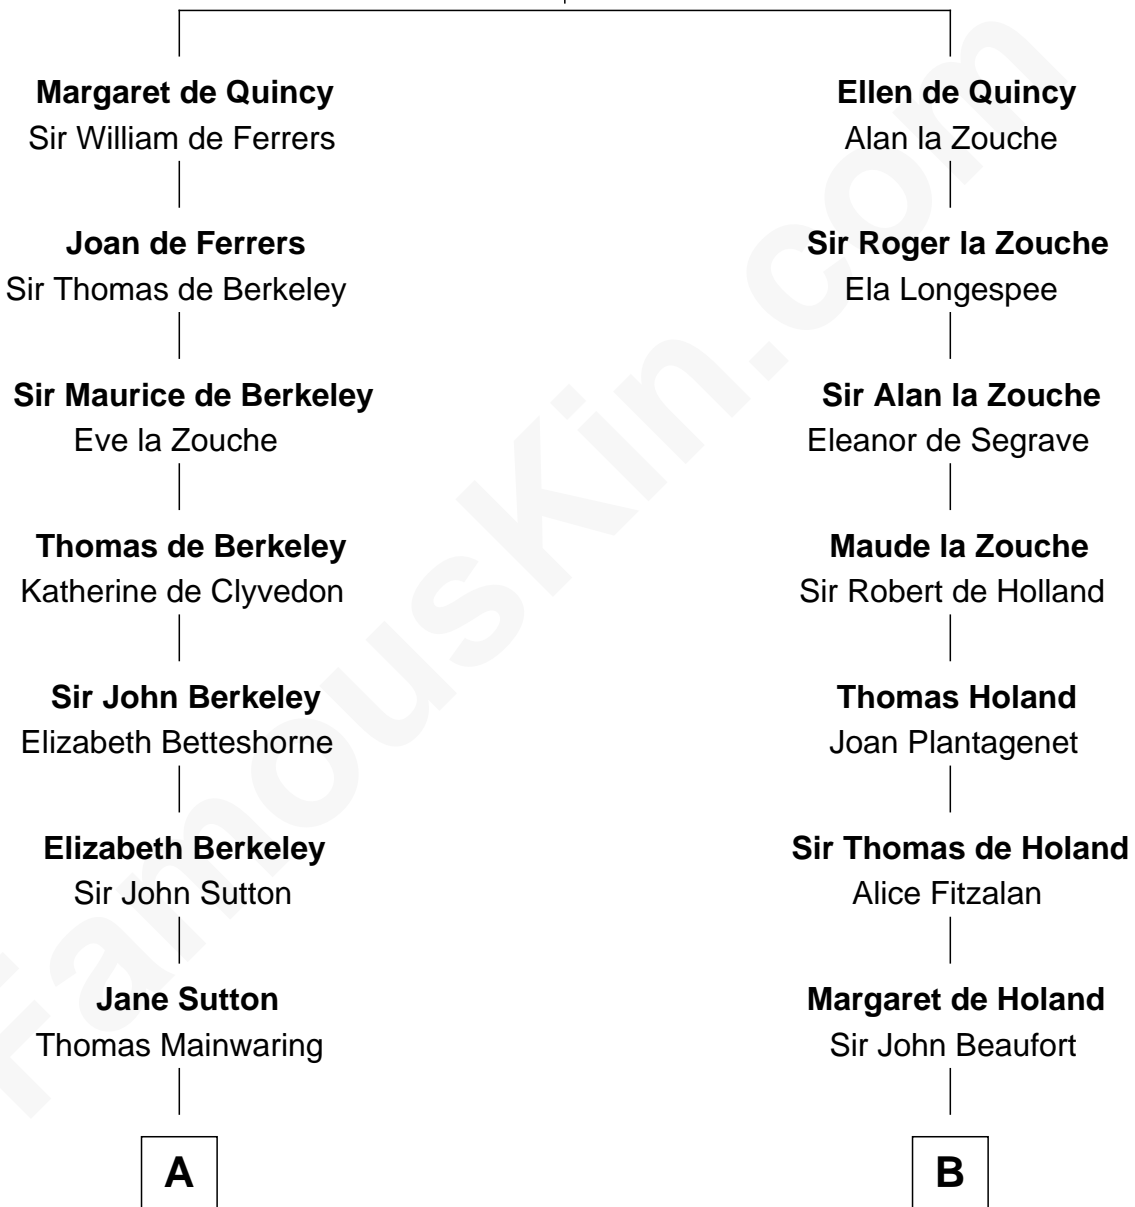 Margaret de Quincy
Sir William de Ferrers
Joan de Ferrers
Sir Thomas de Berkeley
Sir Maurice de Berkeley
Eve la Zouche
Thomas de Berkeley
Katherine de Clyvedon
Sir John Berkeley
Elizabeth Betteshorne
Elizabeth Berkeley
Sir John Sutton
Jane Sutton
Thomas Mainwaring
A
Ellen de Quincy
Alan la Zouche
Sir Roger la Zouche
Ela Longespee
Sir Alan la Zouche
Eleanor de Segrave
Maude la Zouche
Sir Robert de Holland
Thomas Holand
Joan Plantagenet
Sir Thomas de Holand
Alice Fitzalan
Margaret de Holand
Sir John Beaufort
B
FamousKin.com